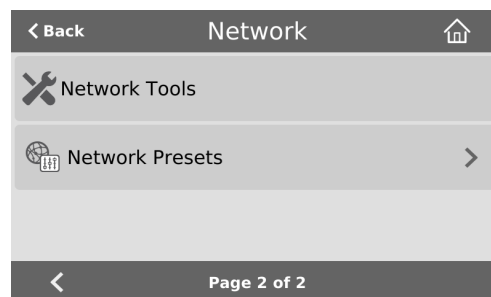 Back
Network
Network Tools
Network Presets
Page 2 of 2